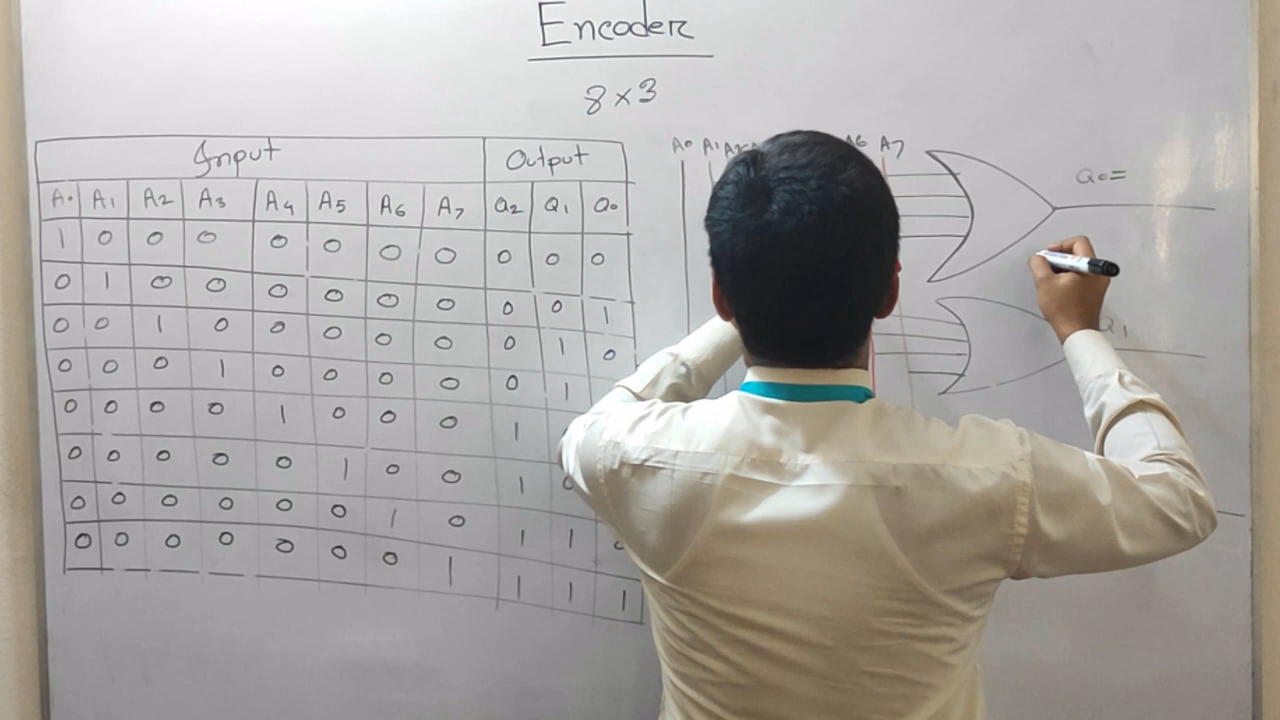 Encoder
8 x 3
Input Output
A0 A1 A2 A3 A4 A5 A6 A7 Q2 Q1 Q0
1 0 0 0 0 0 0 0 0 0 0
0 1 0 0 0 0 0 0 0 0 1
0 0 1 0 0 0 0 0 0 1 0
0 0 0 1 0 0 0 0 0 1
0 0 0 0 1 0 0 0 1
0 0 0 0 0 1 0 0 1 0
0 0 0 0 0 0 1 0 1 1 0
0 0 0 0 0 0 0 1 1 1 1
A0 A1 A2 A6 A7
Q0=
Q1